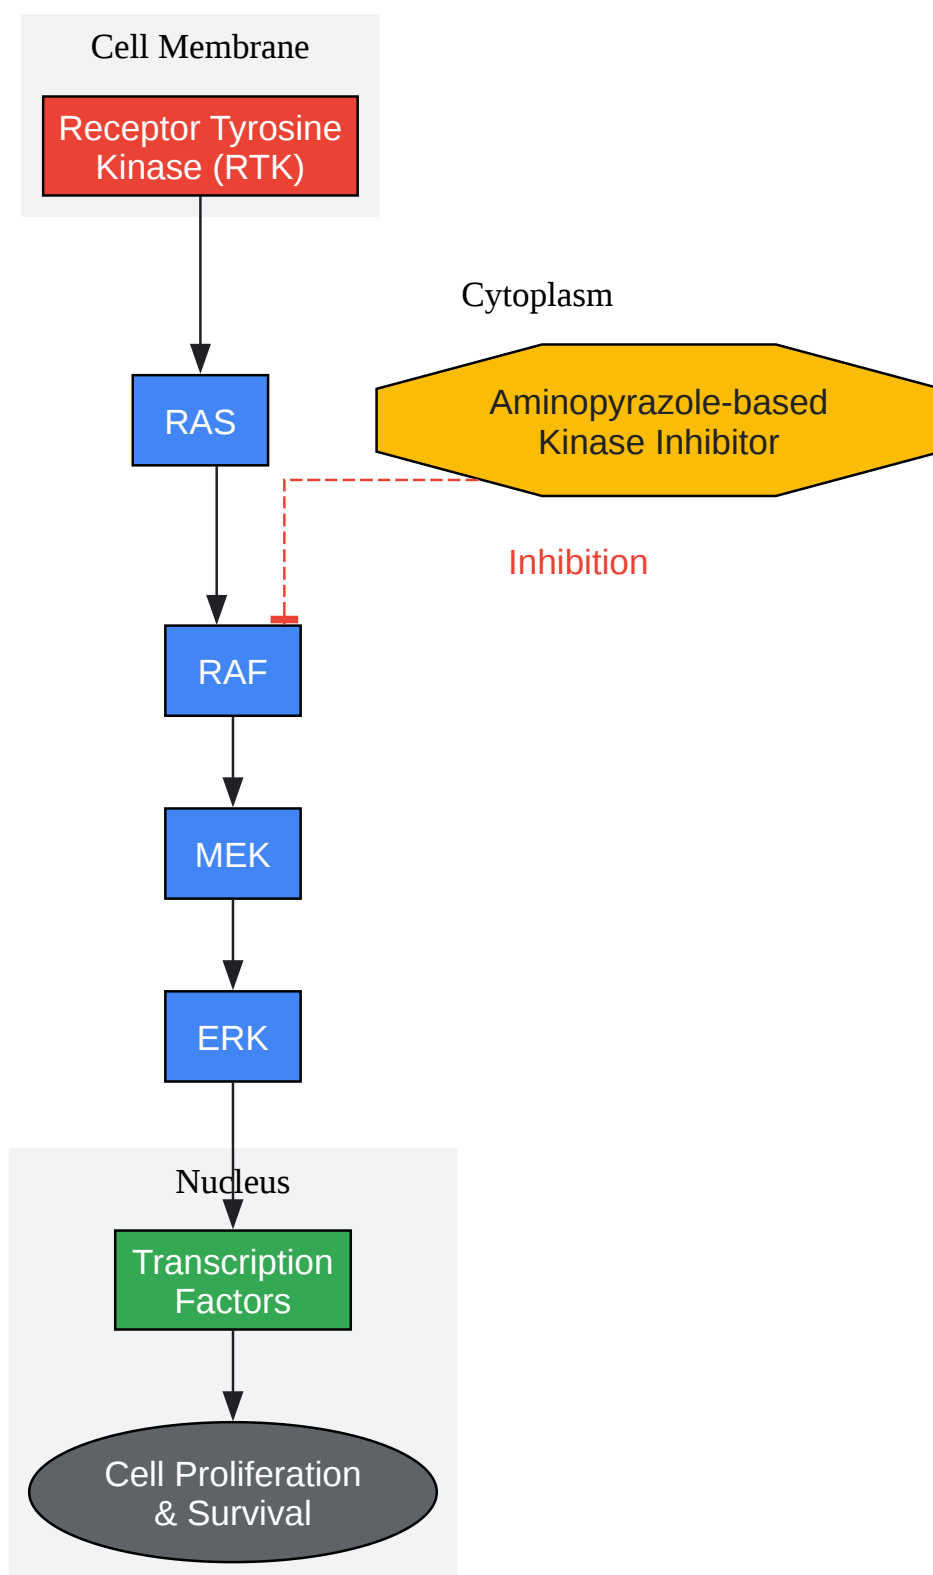 Cell Membrane
Receptor Tyrosine
Kinase (RTK)
Cytoplasm
Aminopyrazole-based
Kinase Inhibitor
RAS
Inhibition
RAF
MEK
ERK
Nucleus
Transcription
Factors
Cell Proliferation
& Survival